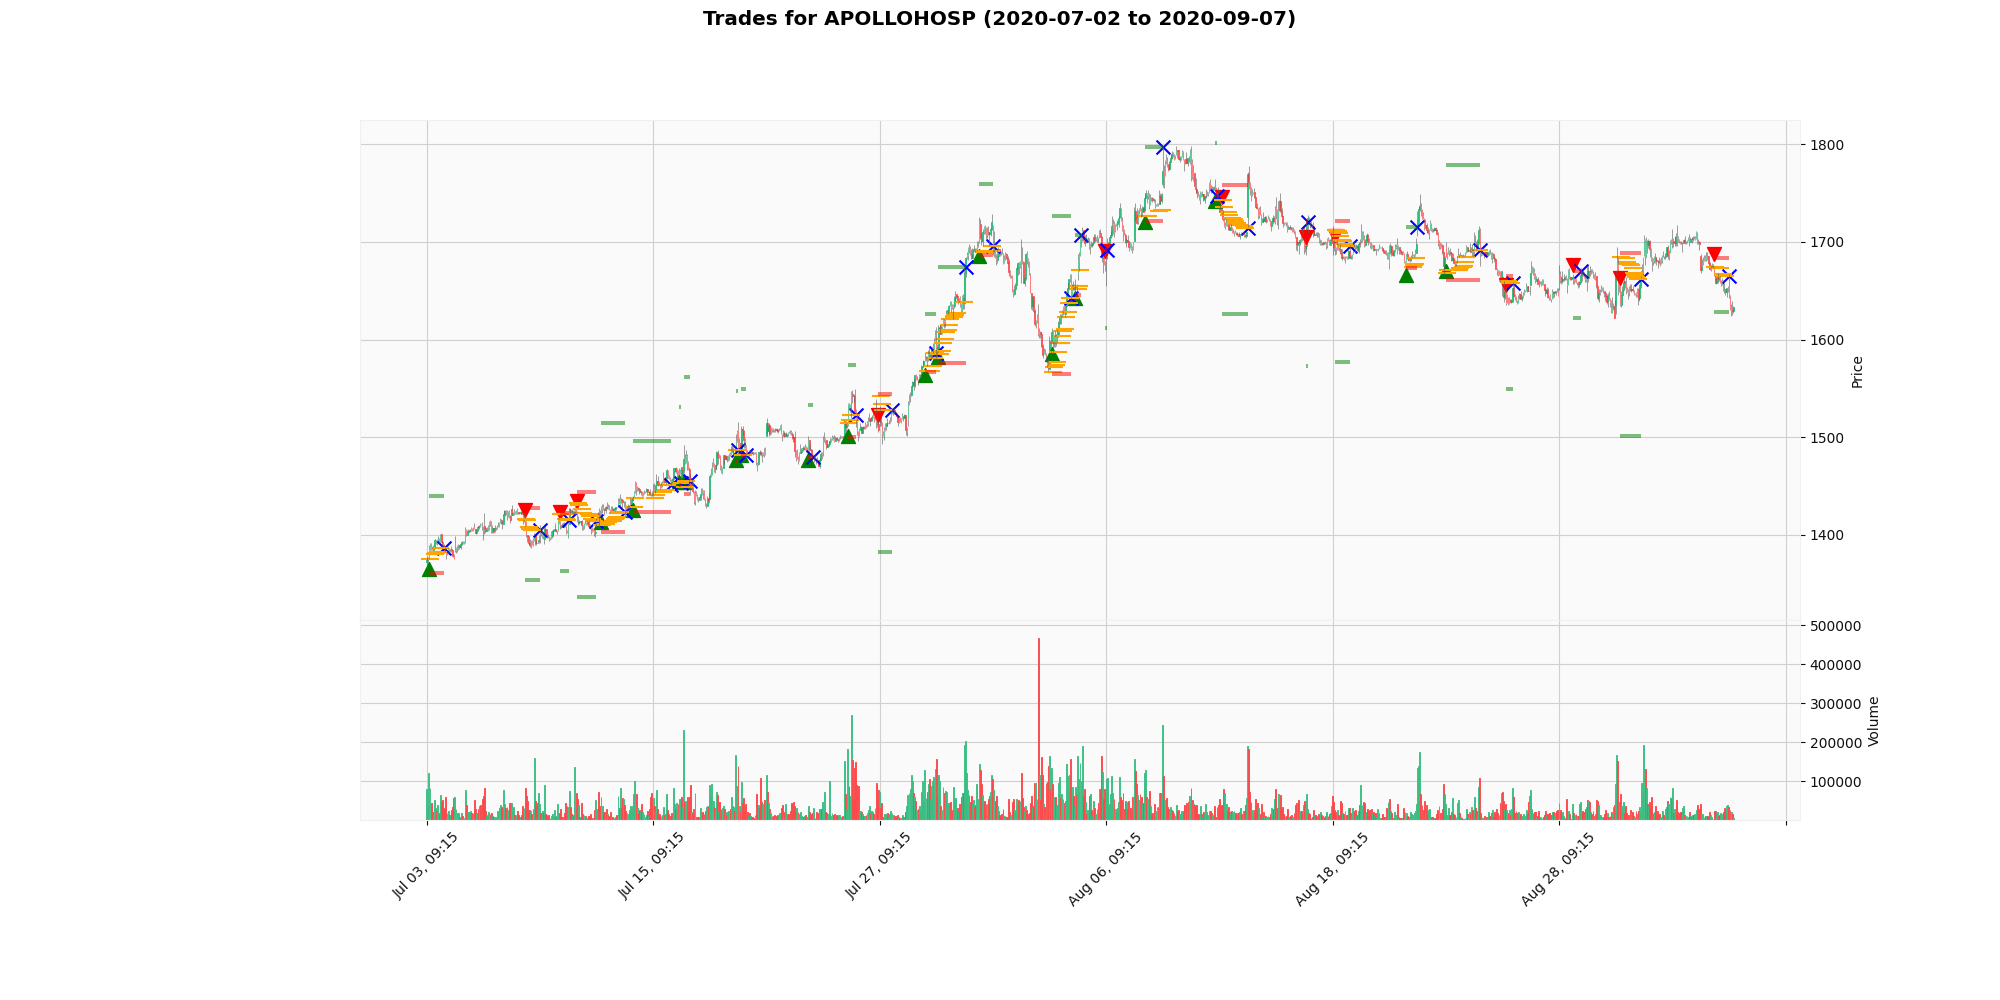 Trades for APOLLOHOSP (2020-07-02 to 2020-09-07)
1800
1700
1600
1500
1400
Price
500000
400000
300000
200000
100000
Volume
Jul 03, 09:15
Jul 15, 09:15
Jul 27, 09:15
Aug 06, 09:15
Aug 18, 09:15
Aug 28, 09:15